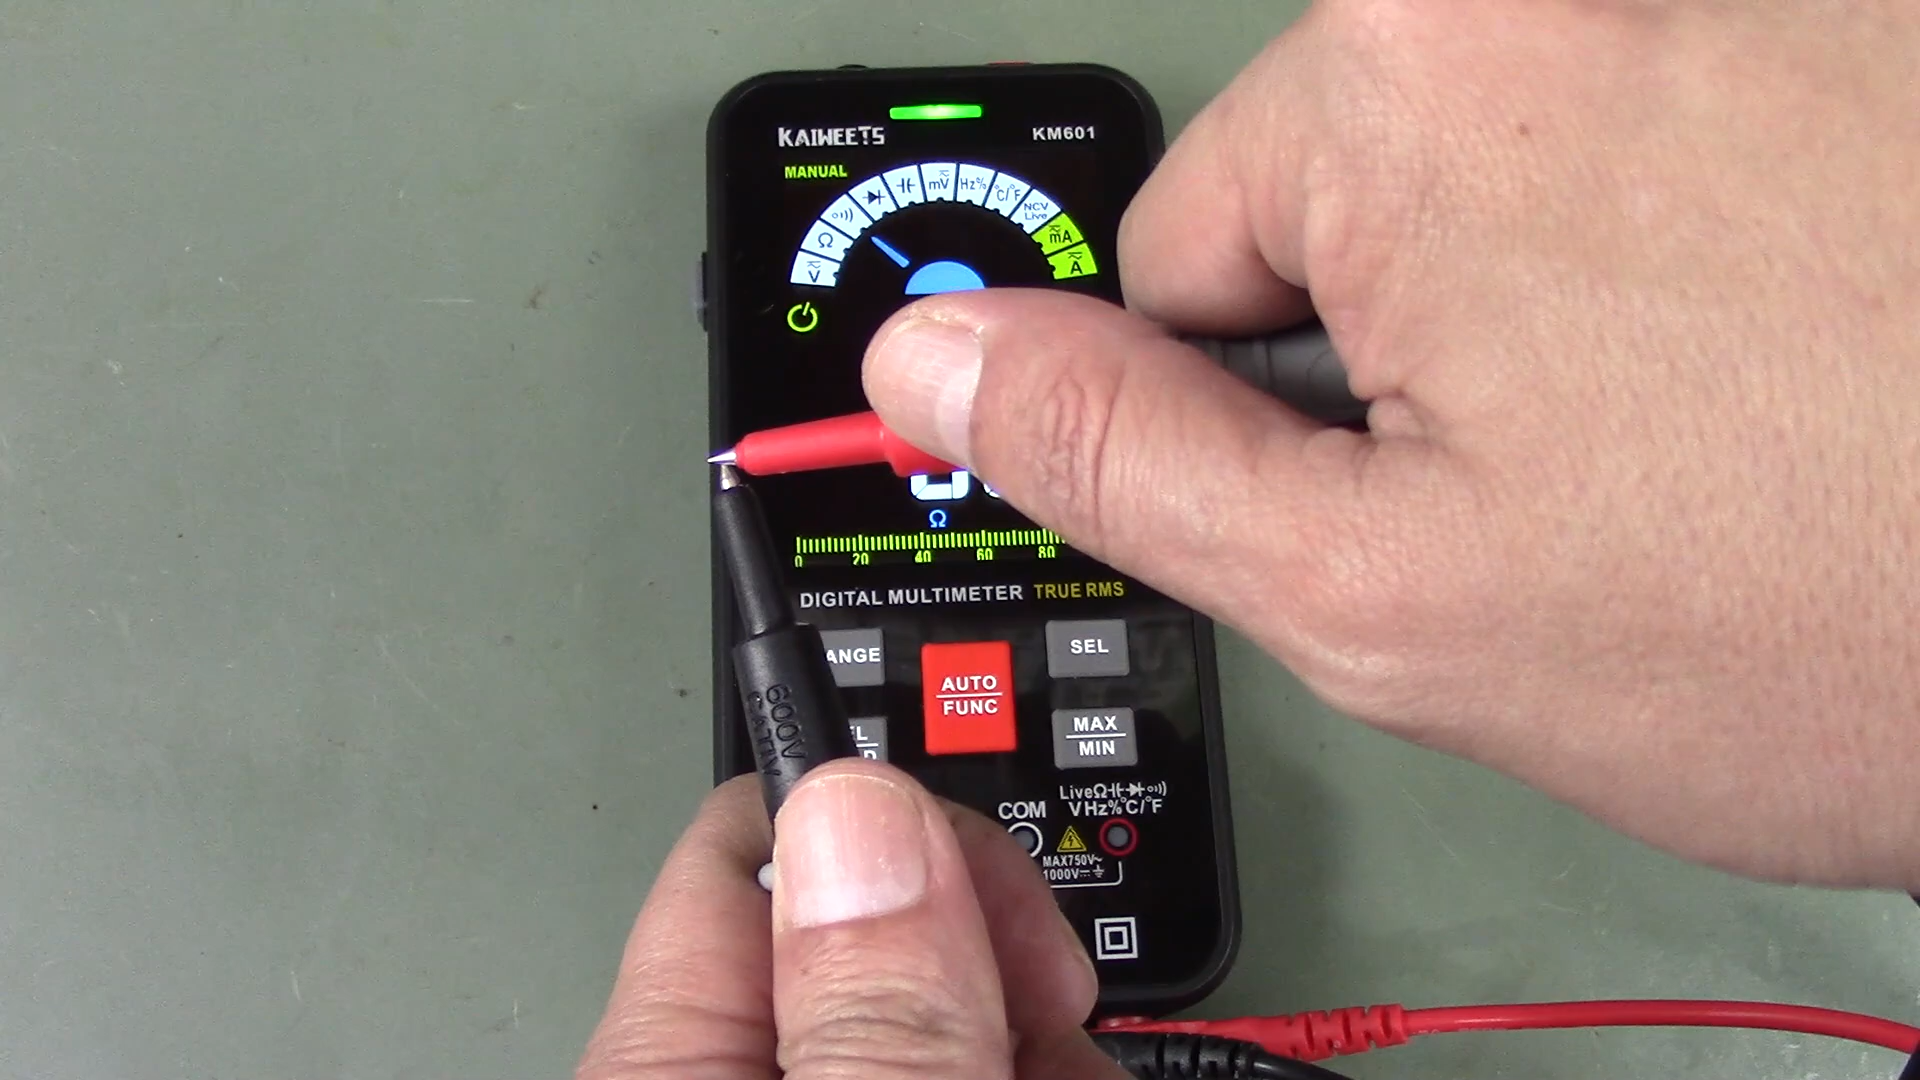 KAIWEETS KM601
MANUAL
mV
Hz%
°C/°F
NCV
Live
Ω
mA
V
A
Ω
0 20 40 60 80
DIGITAL MULTIMETER TRUE RMS
ANGE
SEL
AUTO
FUNC
MAX
MIN
600V
COM
LiveΩ
VHz%°C/°F
MAX750V~
1000V